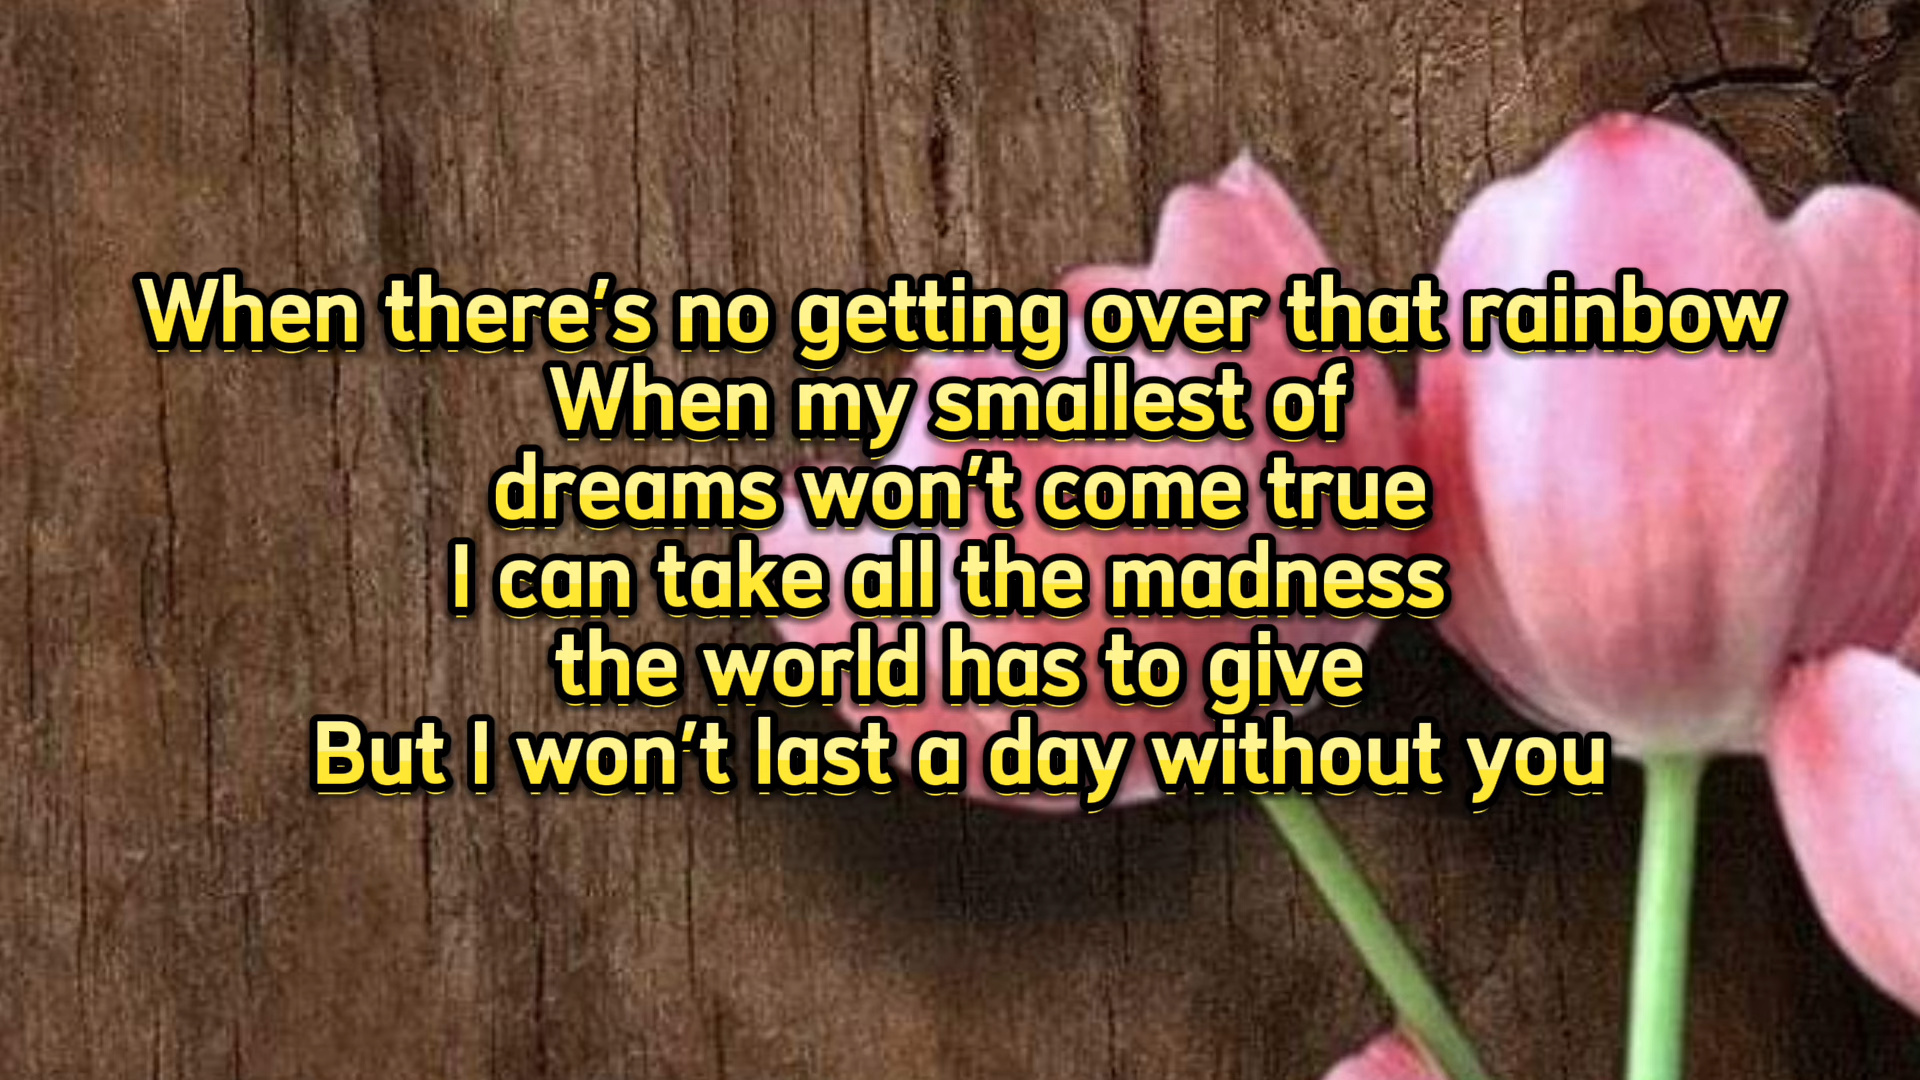 When there's no getting over that rainbow
When my smallest of
dreams won't come true
I can take all the madness
the world has to give
But I won't last a day without you